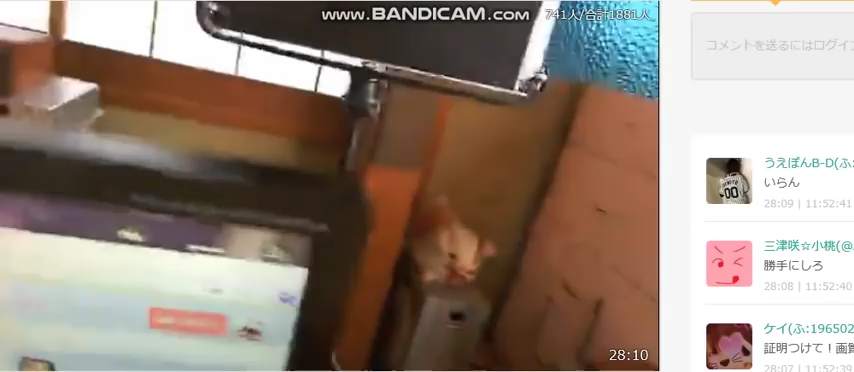 www.BANDICAM.com
741人/合計1881人
28:10
コメントを送るにはログイ
うえぽんB-D(ふ:
いらん
28:09 | 11:52:41
三津咲☆小桃(@
勝手にしろ
28:08 | 11:52:40
ケイ(ふ:196502
証明つけて！画質
28:07 | 11:52:39